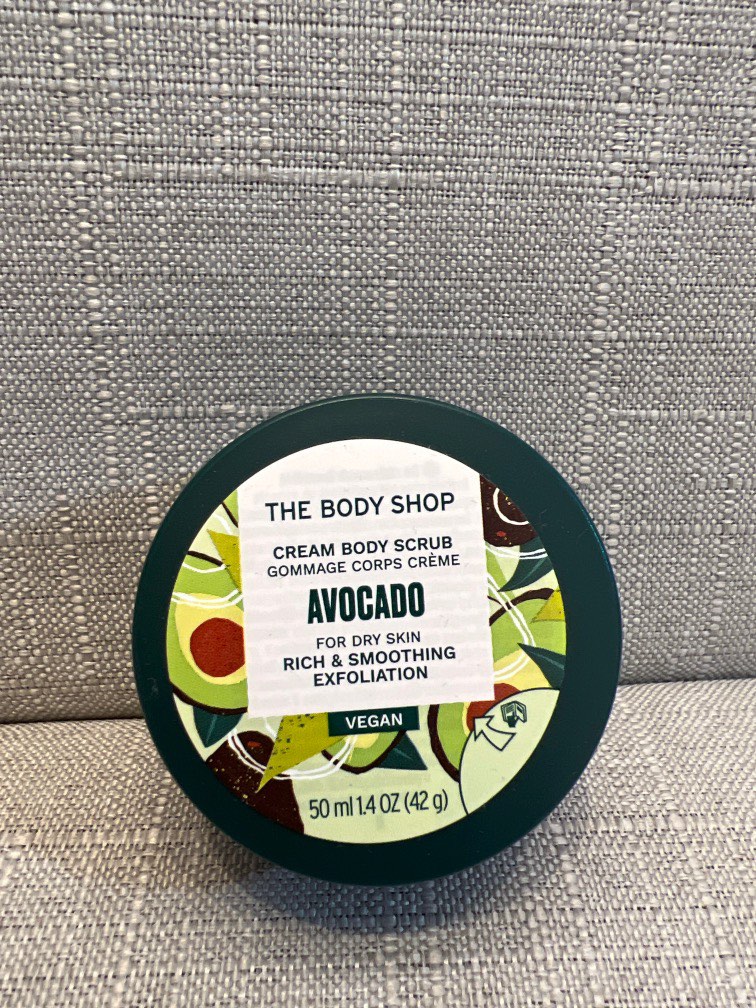 THE BODY SHOP
CREAM BODY SCRUB
GOMMAGE CORPS CRÈME
AVOCADO
FOR DRY SKIN
RICH & SMOOTHING
EXFOLIATION
VEGAN
50 ml 1.4 OZ (42 g)